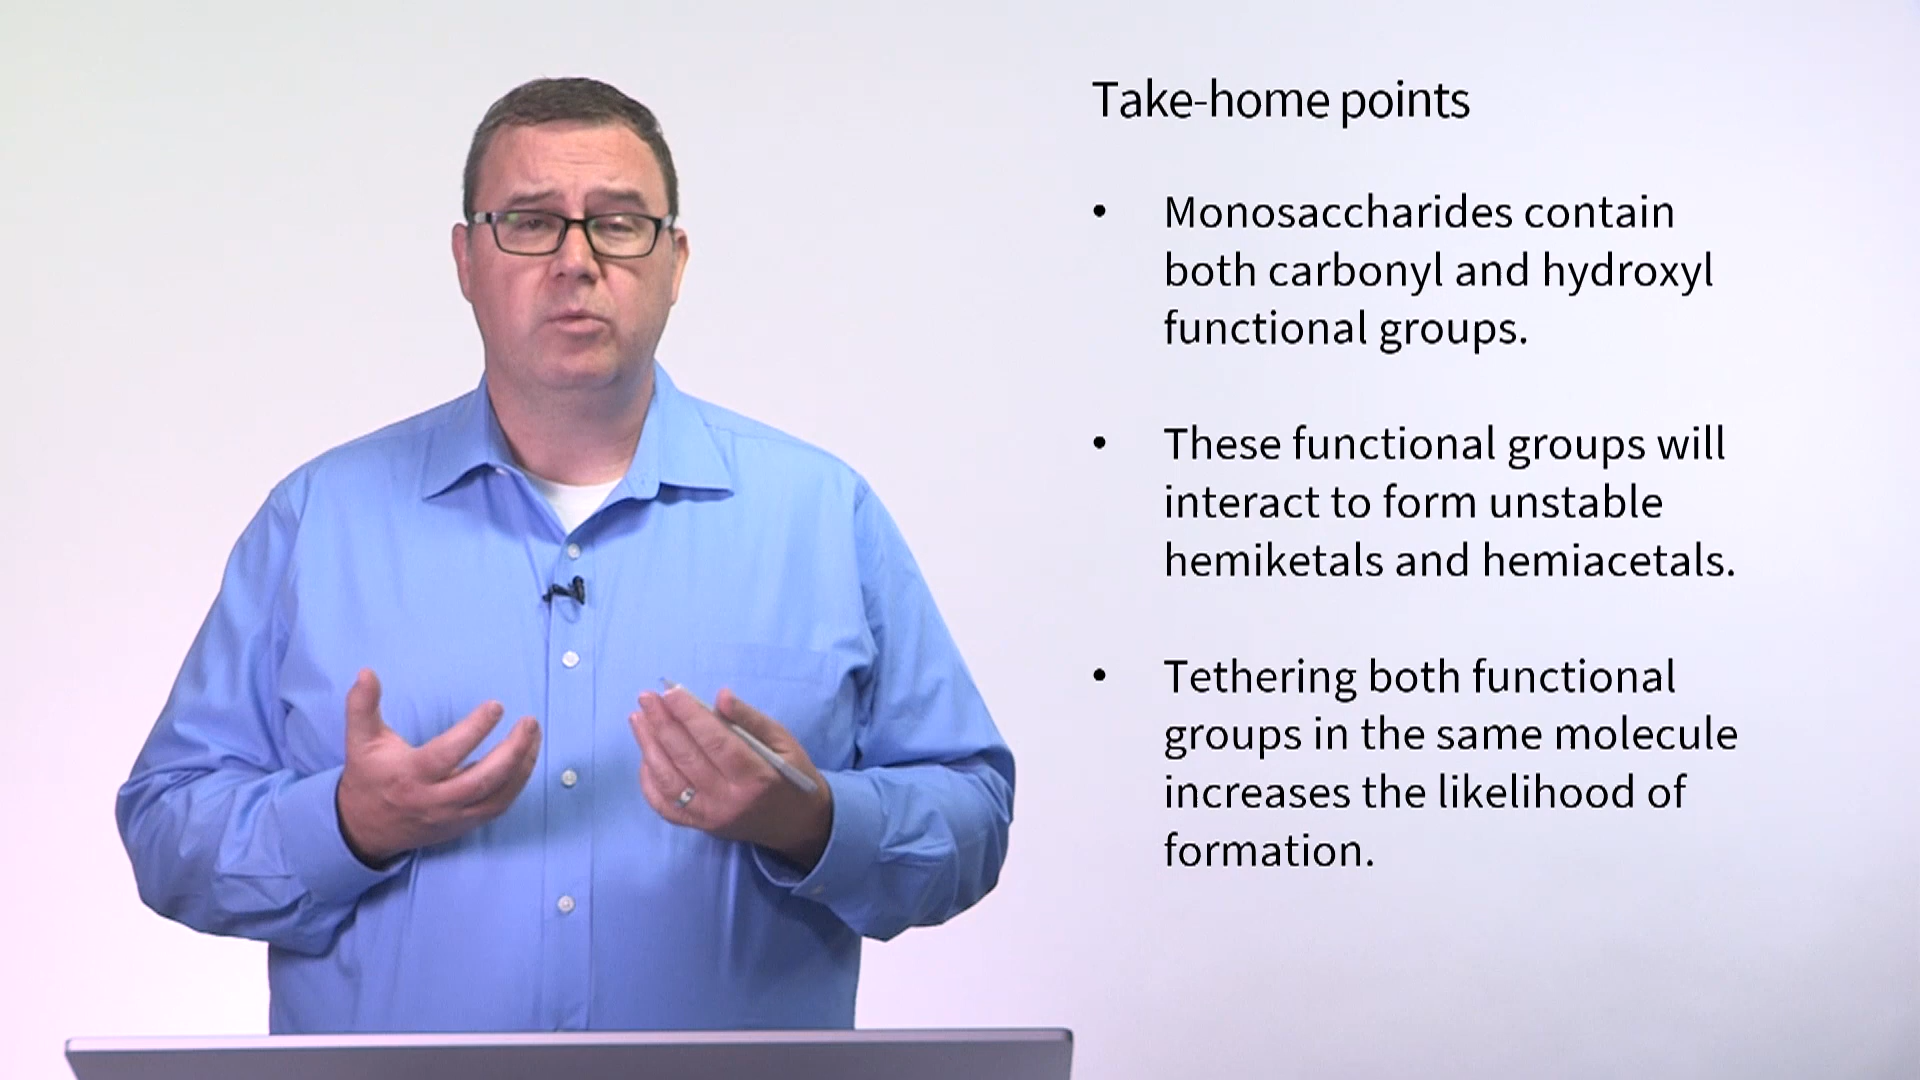 Take-home points
• Monosaccharides contain
both carbonyl and hydroxyl
functional groups.
• These functional groups will
interact to form unstable
hemiketals and hemiacetals.
• Tethering both functional
groups in the same molecule
increases the likelihood of
formation.